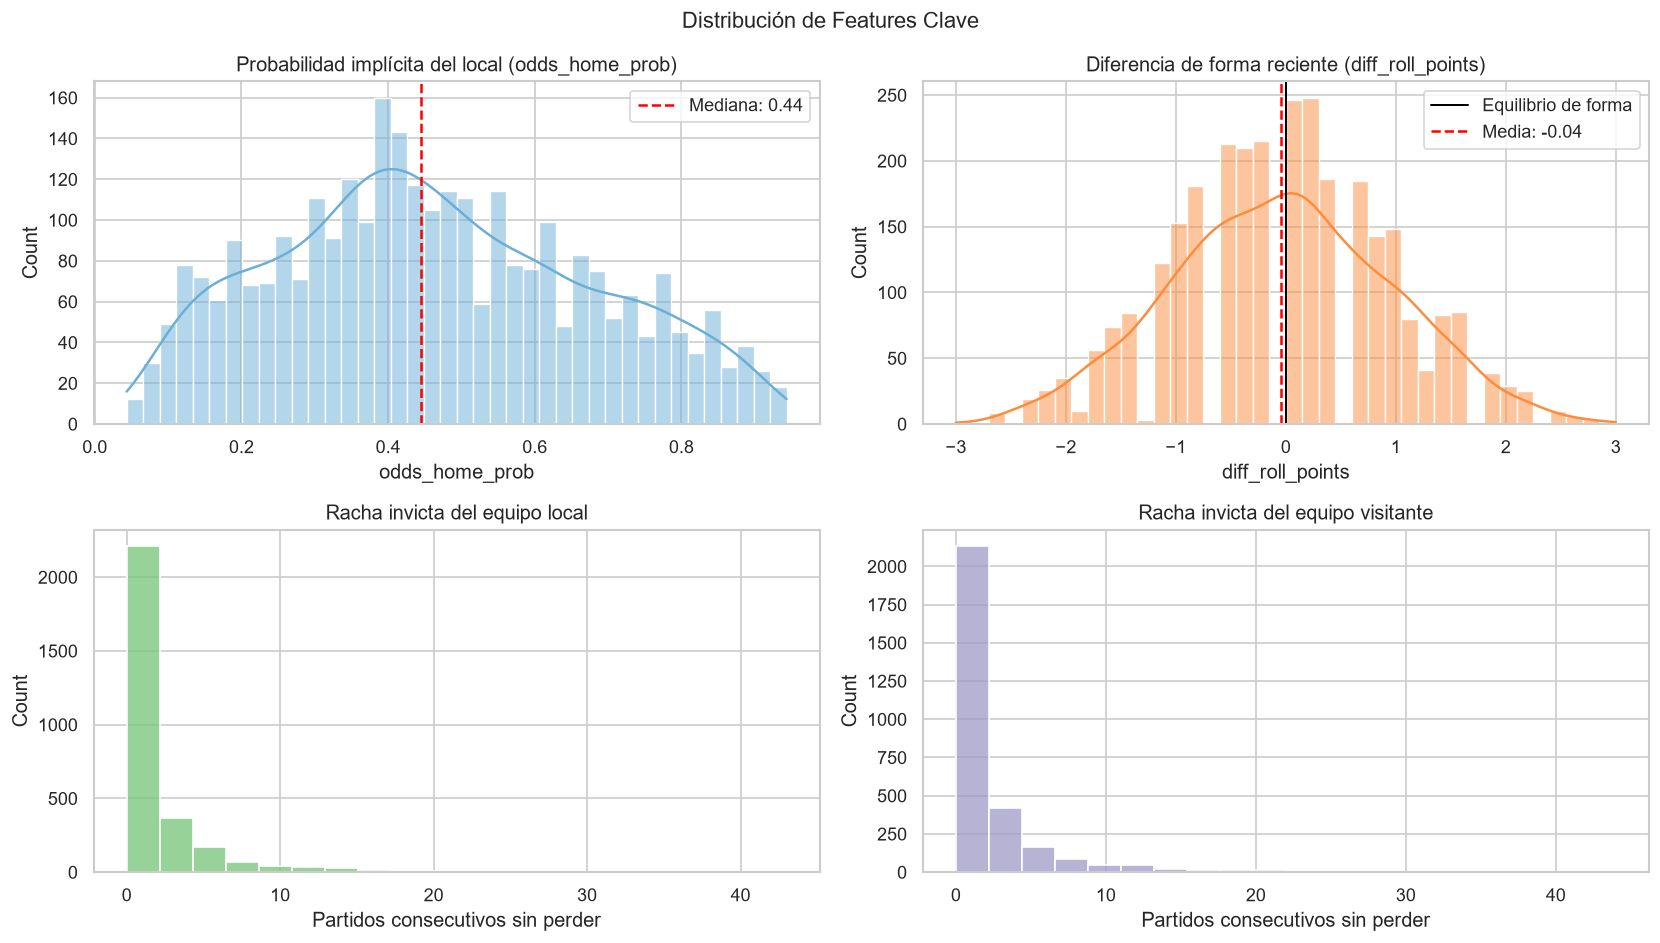 Distribución de Features Clave
Probabilidad implícita del local (odds_home_prob)
Mediana: 0.44
160
140
120
100
80
60
40
20
0
Count
0.0 0.2 0.4 0.6 0.8
odds_home_prob
Diferencia de forma reciente (diff_roll_points)
Equilibrio de forma
Media: -0.04
250
200
150
100
50
0
Count
−3 −2 −1 0 1 2 3
diff_roll_points
Racha invicta del equipo local
2000
1500
1000
500
0
Count
0 10 20 30 40
Partidos consecutivos sin perder
Racha invicta del equipo visitante
2000
1750
1500
1250
1000
750
500
250
0
Count
0 10 20 30 40
Partidos consecutivos sin perder